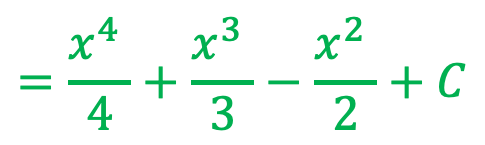 = x^4/4 + x^3/3 − x^2/2 + C